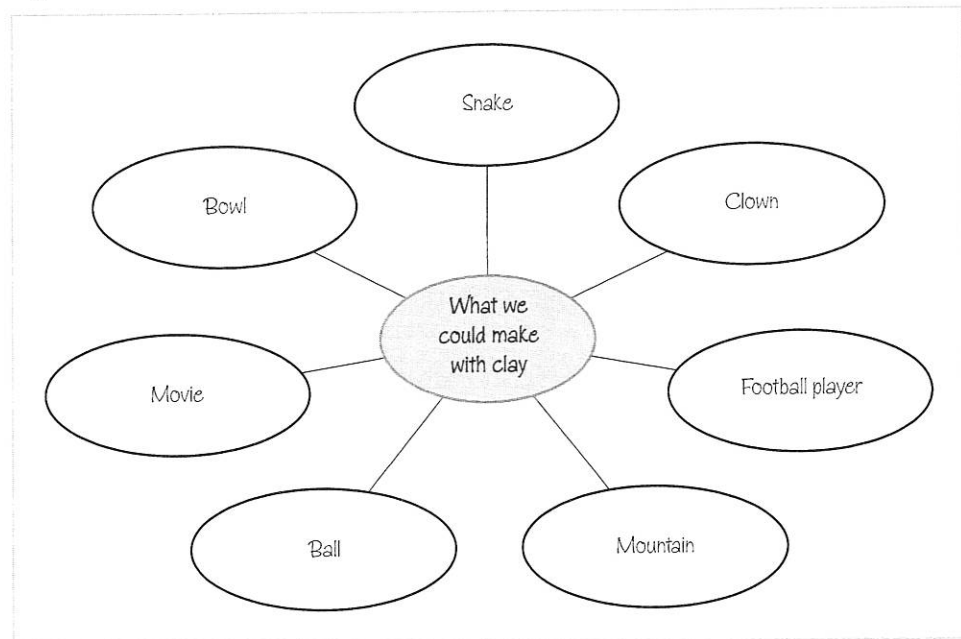 Snake
Bowl
Clown
What we
could make
with clay
Movie
Football player
Ball
Mountain